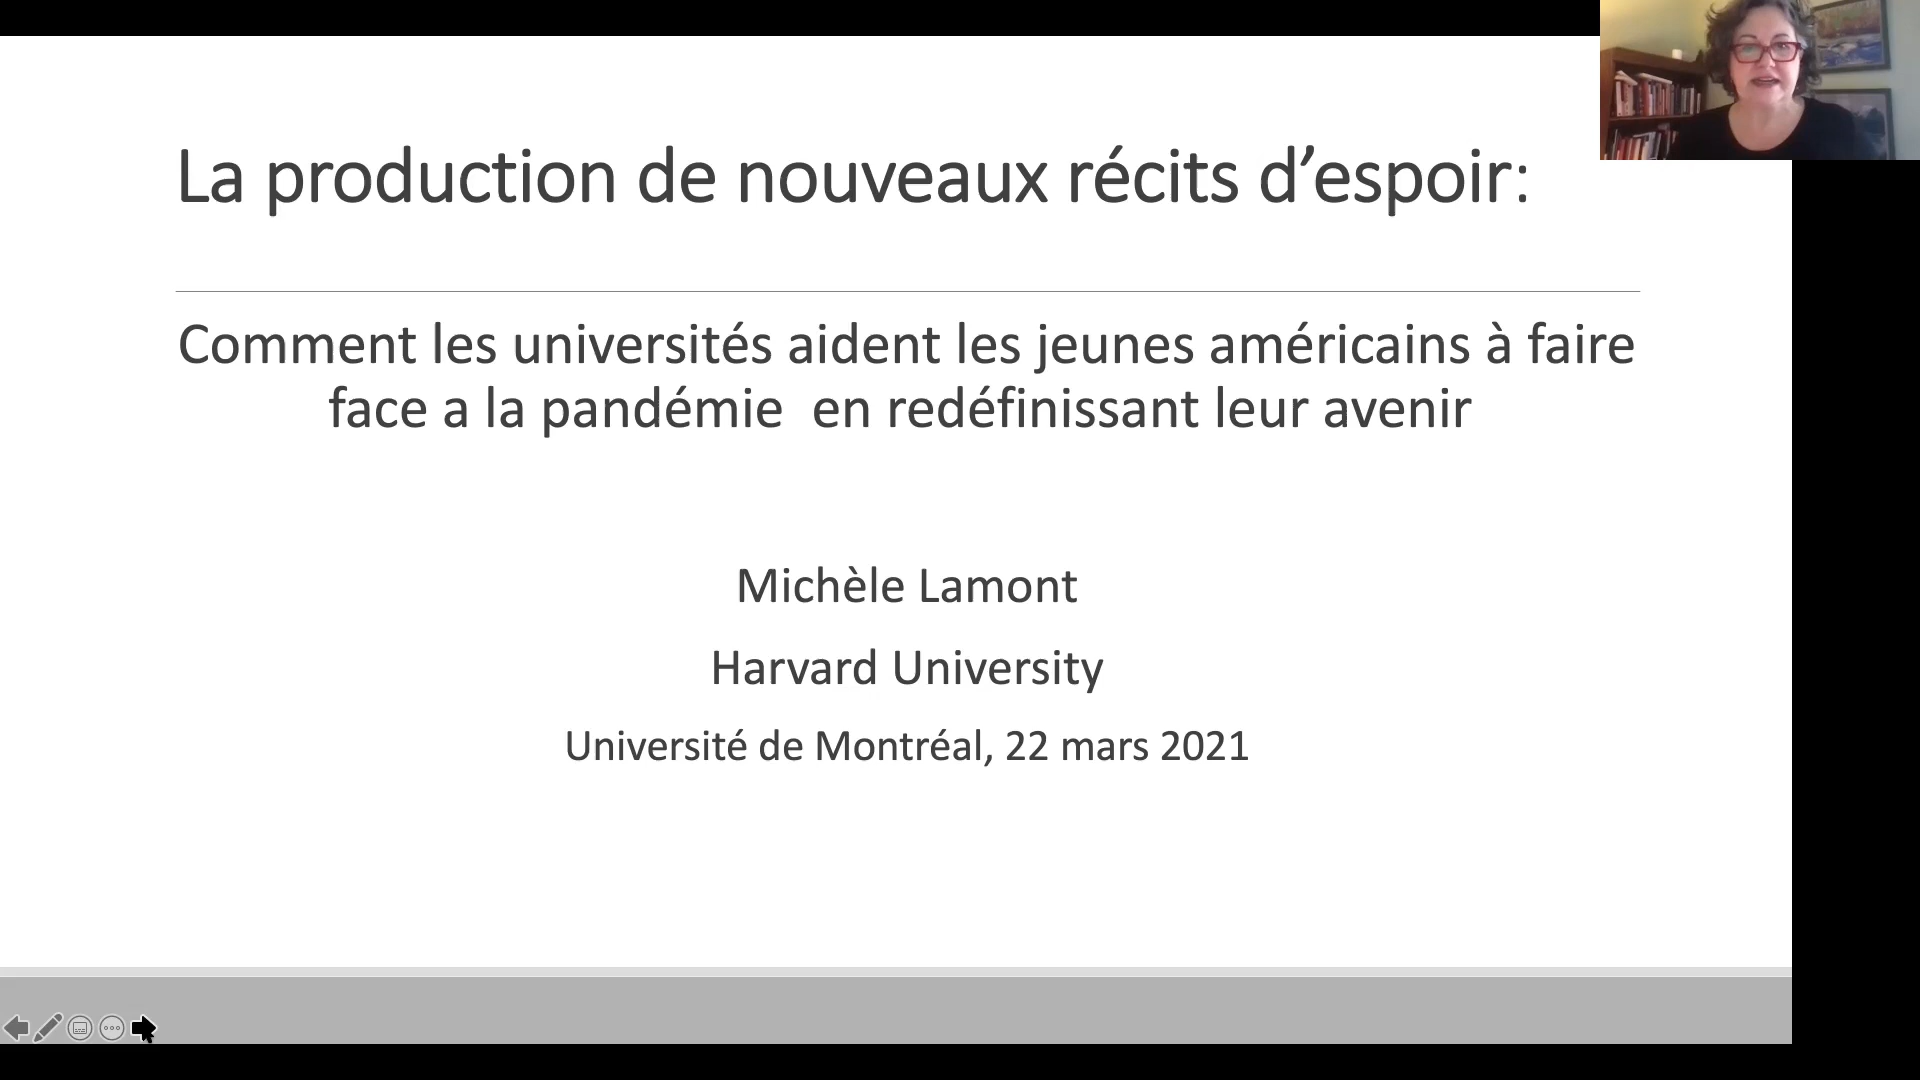 La production de nouveaux récits d’espoir:
Comment les universités aident les jeunes américains à faire
face a la pandémie  en redéfinissant leur avenir
Michèle Lamont
Harvard University
Université de Montréal, 22 mars 2021